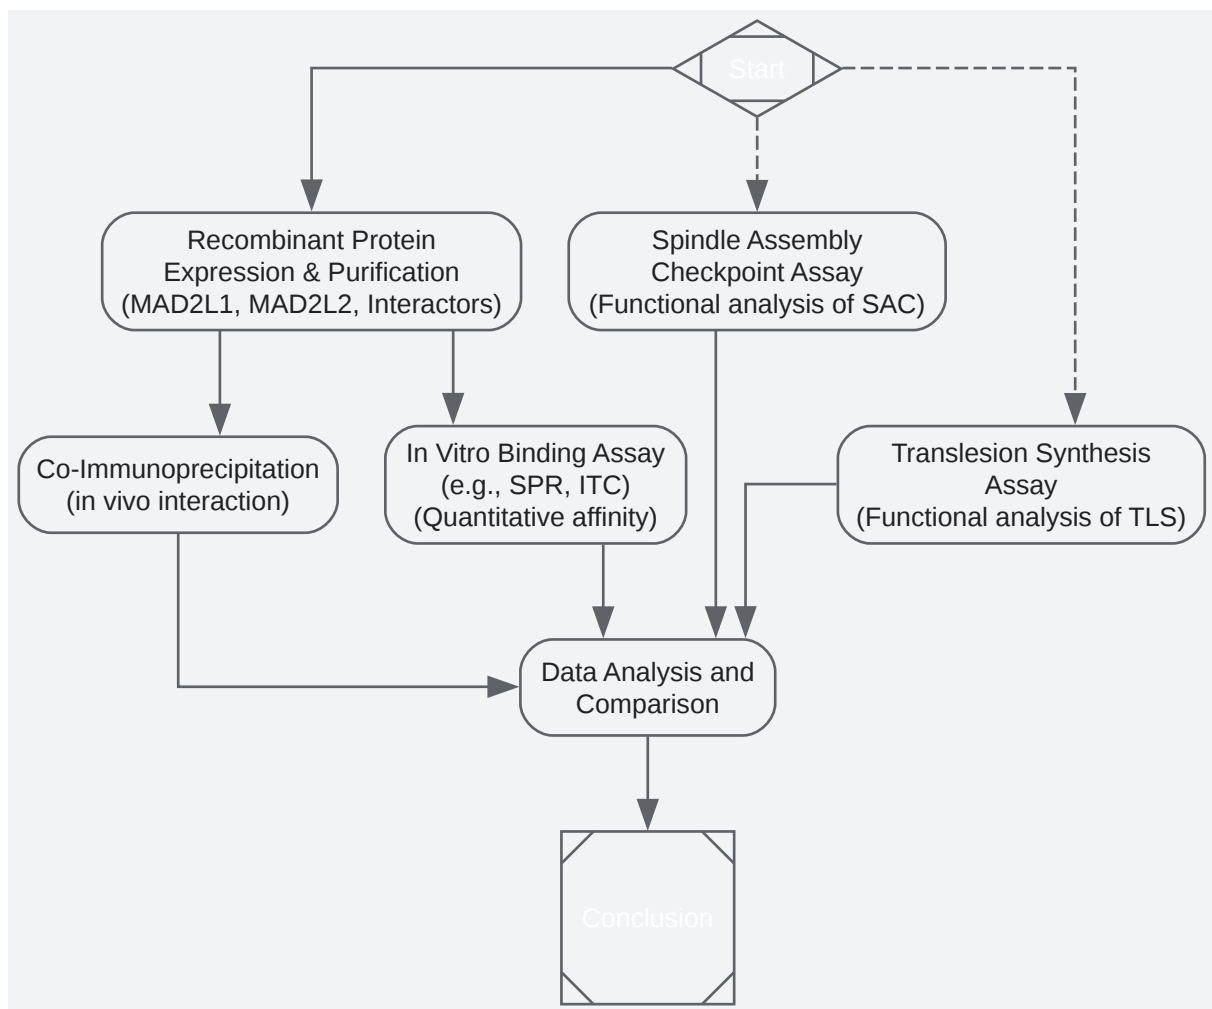 Start
Recombinant Protein
Expression & Purification
(MAD2L1, MAD2L2, Interactors)
Spindle Assembly
Checkpoint Assay
(Functional analysis of SAC)
Co-Immunoprecipitation
(in vivo interaction)
In Vitro Binding Assay
(e.g., SPR, ITC)
(Quantitative affinity)
Translesion Synthesis
Assay
(Functional analysis of TLS)
Data Analysis and
Comparison
Conclusion